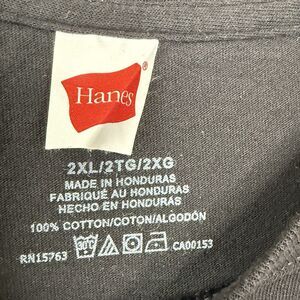 Hanes®
2XL/2TG/2XG
MADE IN HONDURAS
FABRIQUÉ AU HONDURAS
HECHO EN HONDURAS
100% COTTON/COTON/ALGODÓN
RN15763 30°C CA00153